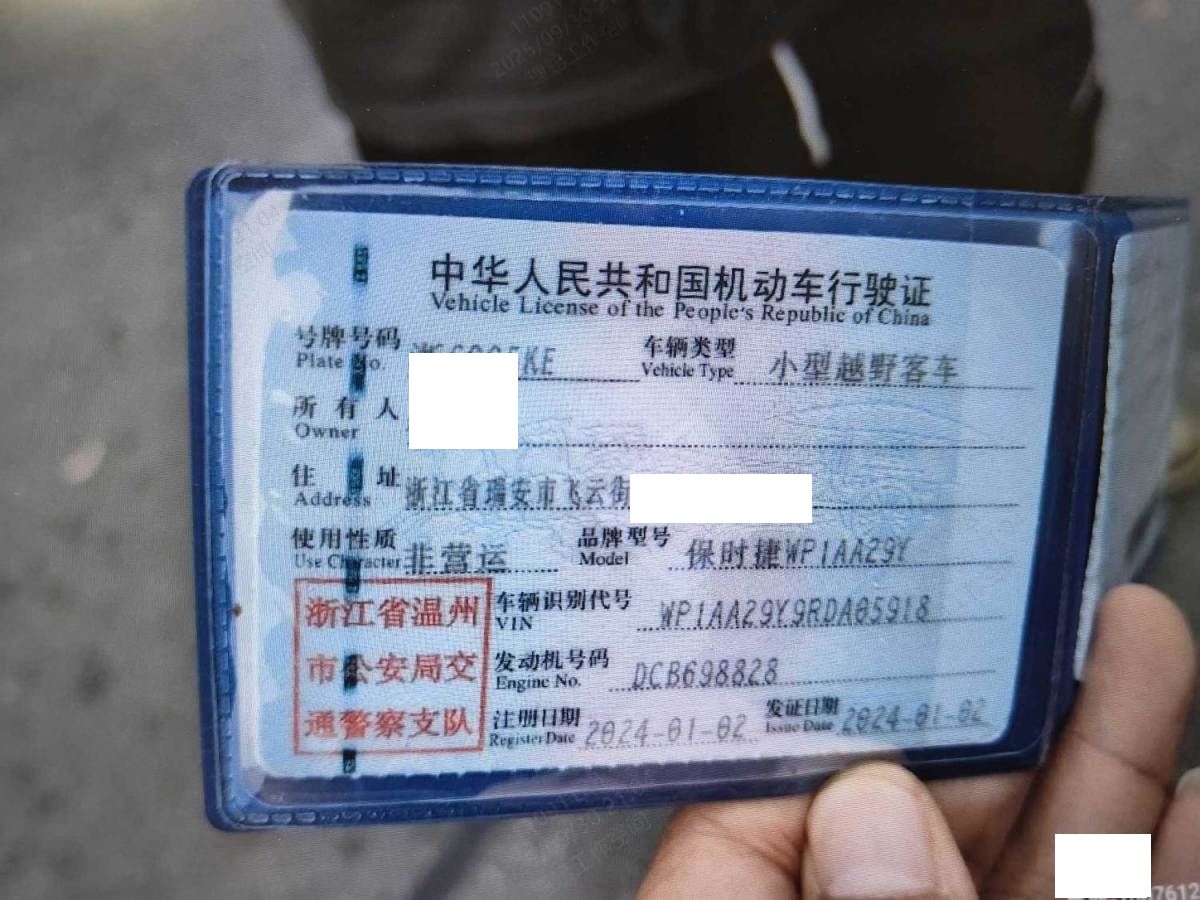 中华人民共和国机动车行驶证
Vehicle License of the People's Republic of China
号牌号码 KE 车辆类型 小型越野客车
Plate No. Vehicle Type
所有人
Owner
住址 浙江省瑞安市飞云街
Address
使用性质 非营运 品牌型号 保时捷WP1AA29Y
Use Character Model
浙江省温州 车辆识别代号 WP1AA29Y9RDA05918
VIN
市公安局交 发动机号码 DCB698828
Engine No.
通警察支队 注册日期 2024-01-02 发证日期 2024-01-02
Register Date Issue Date
7612